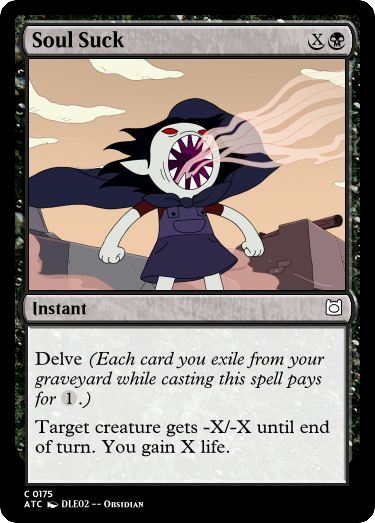 Soul Suck X
Instant
Delve (Each card you exile from your
graveyard while casting this spell pays
for 1.)
Target creature gets -X/-X until end
of turn. You gain X life.
C 0175
ATC DLE02 -- Obsidian